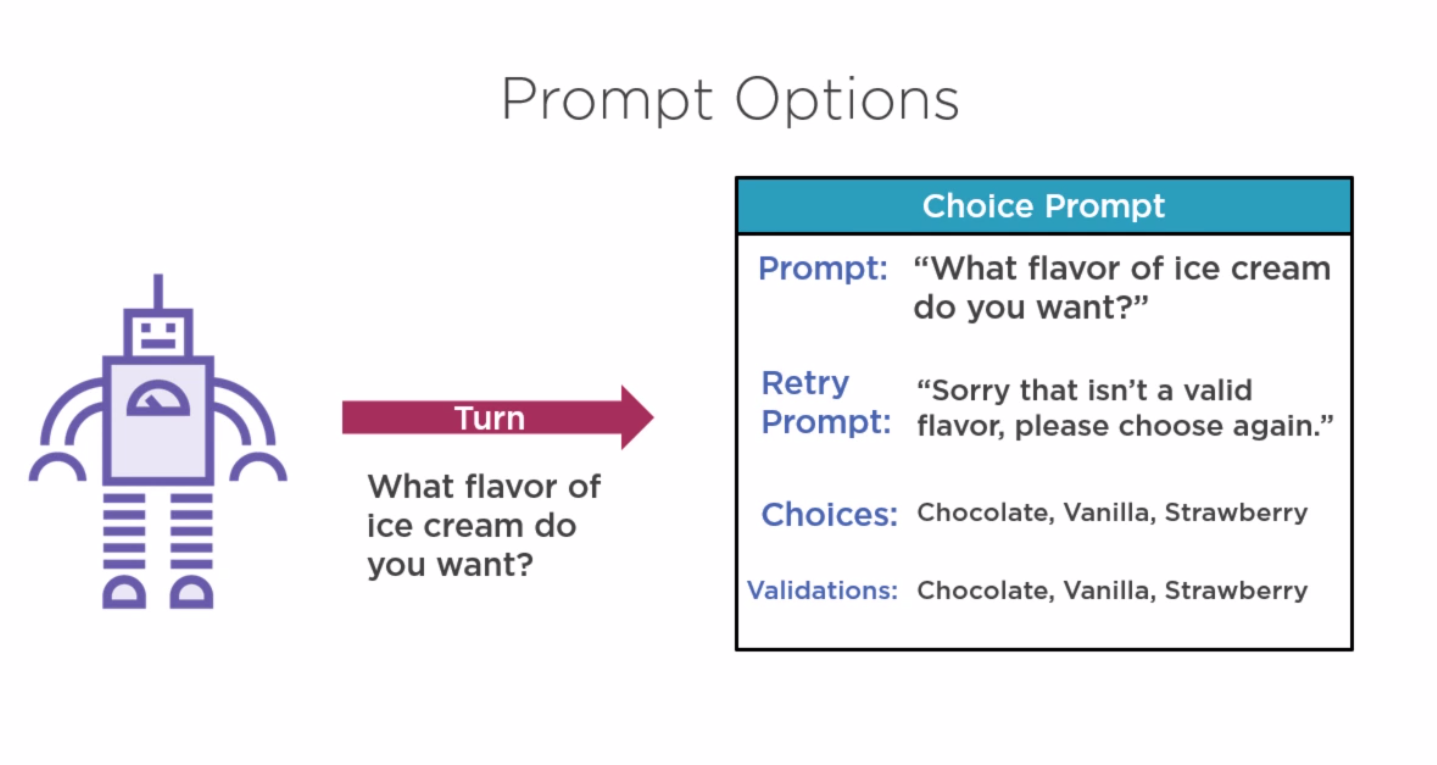 Prompt Options
Turn
What flavor of
ice cream do
you want?
Choice Prompt
Prompt: “What flavor of ice cream
do you want?”
Retry
Prompt:
“Sorry that isn’t a valid
flavor, please choose again.”
Choices: Chocolate, Vanilla, Strawberry
Validations: Chocolate, Vanilla, Strawberry